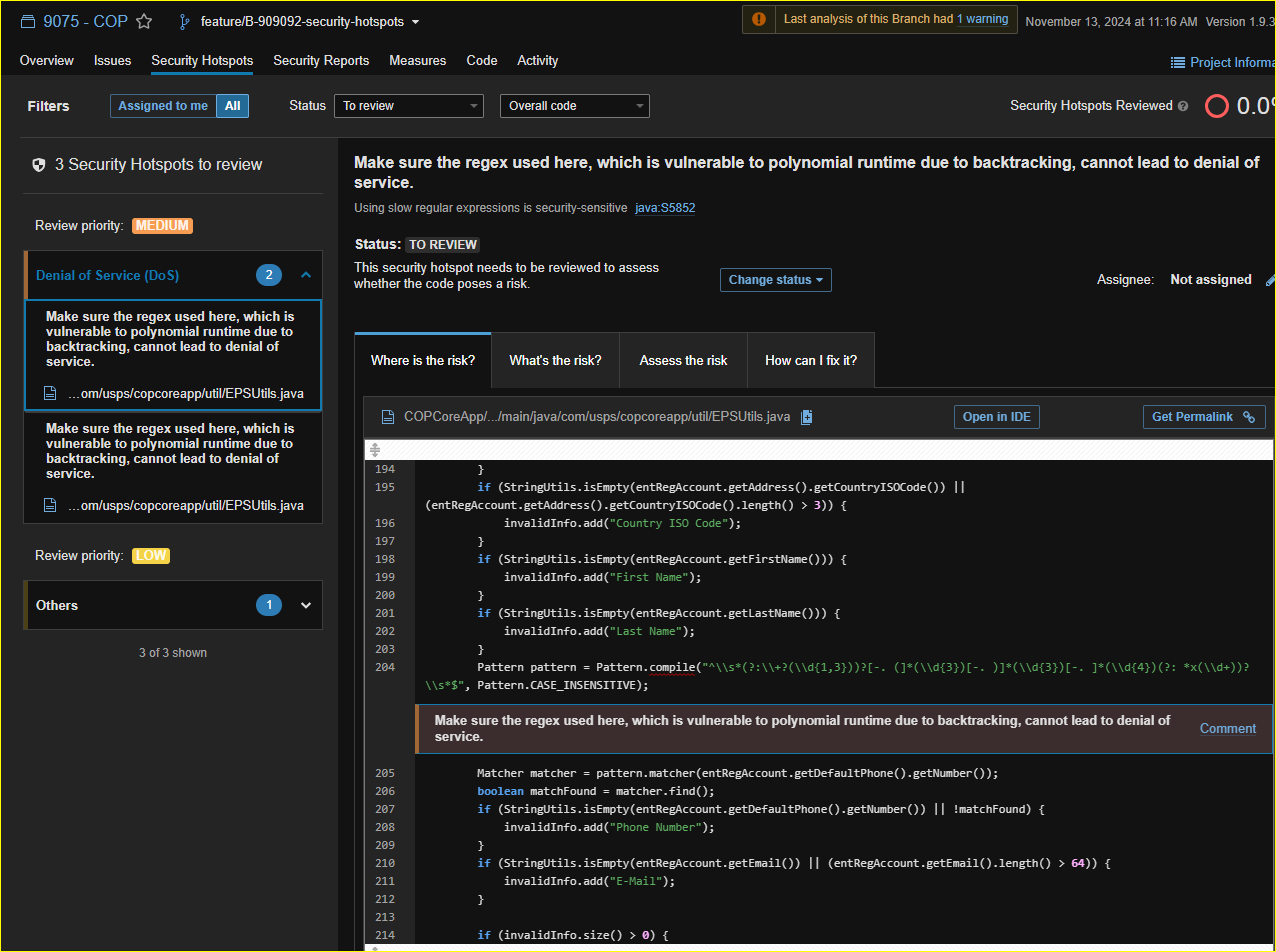 9075 - COP feature/B-909092-security-hotspots Last analysis of this Branch had 1 warning November 13, 2024 at 11:16 AM Version 1.9.3
Overview Issues Security Hotspots Security Reports Measures Code Activity Project Informa
Filters Assigned to me All Status To review Overall code Security Hotspots Reviewed ? 0.0%
3 Security Hotspots to review
Review priority: MEDIUM
Denial of Service (DoS) 2
Make sure the regex used here, which is
vulnerable to polynomial runtime due to
backtracking, cannot lead to denial of
service.
...om/usps/copcoreapp/util/EPSUtils.java
Make sure the regex used here, which is
vulnerable to polynomial runtime due to
backtracking, cannot lead to denial of
service.
...om/usps/copcoreapp/util/EPSUtils.java
Review priority: LOW
Others 1
3 of 3 shown
Make sure the regex used here, which is vulnerable to polynomial runtime due to backtracking, cannot lead to denial of
service.
Using slow regular expressions is security-sensitive java:S5852
Status: TO REVIEW
This security hotspot needs to be reviewed to assess
whether the code poses a risk.
Change status
Assignee: Not assigned
Where is the risk? What's the risk? Assess the risk How can I fix it?
COPCoreApp/.../main/java/com/usps/copcoreapp/util/EPSUtils.java Open in IDE Get Permalink
194 }
195 if (StringUtils.isEmpty(entRegAccount.getAddress().getCountryISOCode()) ||
(entRegAccount.getAddress().getCountryISOCode().length() > 3)) {
196 invalidInfo.add("Country ISO Code");
197 }
198 if (StringUtils.isEmpty(entRegAccount.getFirstName())) {
199 invalidInfo.add("First Name");
200 }
201 if (StringUtils.isEmpty(entRegAccount.getLastName())) {
202 invalidInfo.add("Last Name");
203 }
204 Pattern pattern = Pattern.compile("^\\s*(?:\\+?(\\d{1,3}))?[-. (]*(\\d{3})[-. )]*(\\d{3})[-. ]*(\\d{4})(?: *x(\\d+))?
\\s*$", Pattern.CASE_INSENSITIVE);
Make sure the regex used here, which is vulnerable to polynomial runtime due to backtracking, cannot lead to denial of
service.
Comment
205 Matcher matcher = pattern.matcher(entRegAccount.getDefaultPhone().getNumber());
206 boolean matchFound = matcher.find();
207 if (StringUtils.isEmpty(entRegAccount.getDefaultPhone().getNumber()) || !matchFound) {
208 invalidInfo.add("Phone Number");
209 }
210 if (StringUtils.isEmpty(entRegAccount.getEmail()) || (entRegAccount.getEmail().length() > 64)) {
211 invalidInfo.add("E-Mail");
212 }
213
214 if (invalidInfo.size() > 0) {